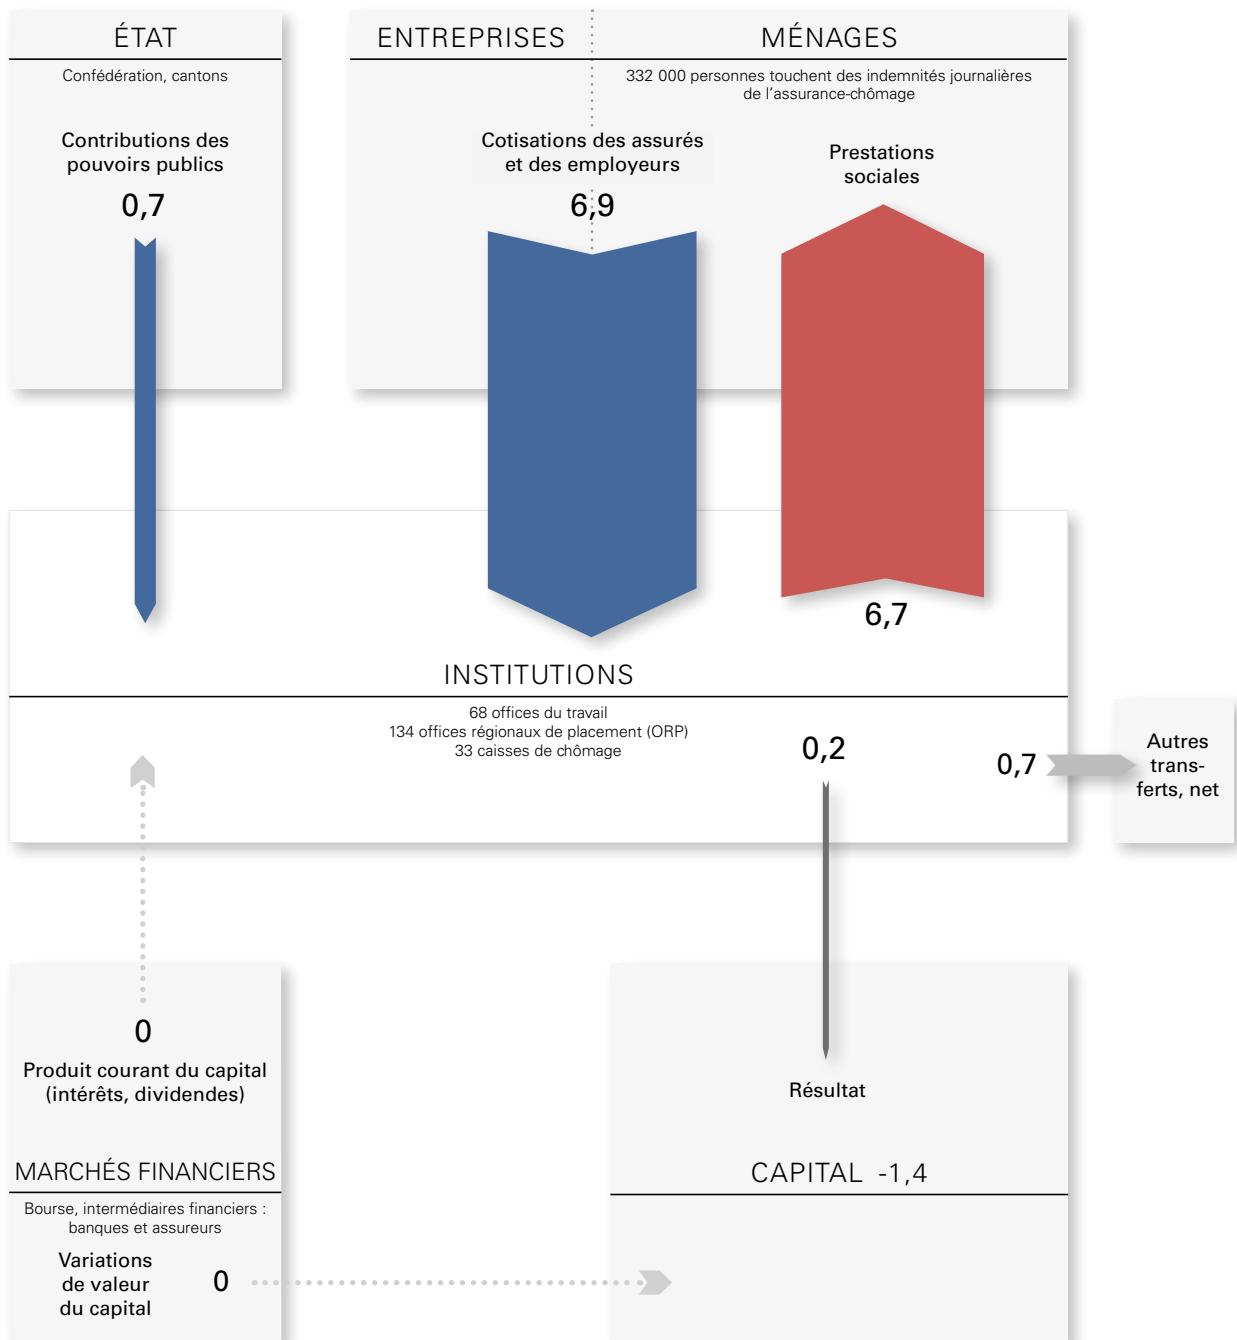 ÉTAT
Confédération, cantons
Contributions des
pouvoirs publics
0,7
ENTREPRISES
MÉNAGES
332 000 personnes touchent des indemnités journalières
de l’assurance-chômage
Cotisations des assurés
et des employeurs
6,9
Prestations
sociales
6,7
INSTITUTIONS
68 offices du travail
134 offices régionaux de placement (ORP)
33 caisses de chômage
0,2
0,7
Autres
trans-
ferts, net
0
Produit courant du capital
(intérêts, dividendes)
Résultat
MARCHÉS FINANCIERS
Bourse, intermédiaires financiers :
banques et assureurs
Variations
de valeur
du capital
0
CAPITAL -1,4